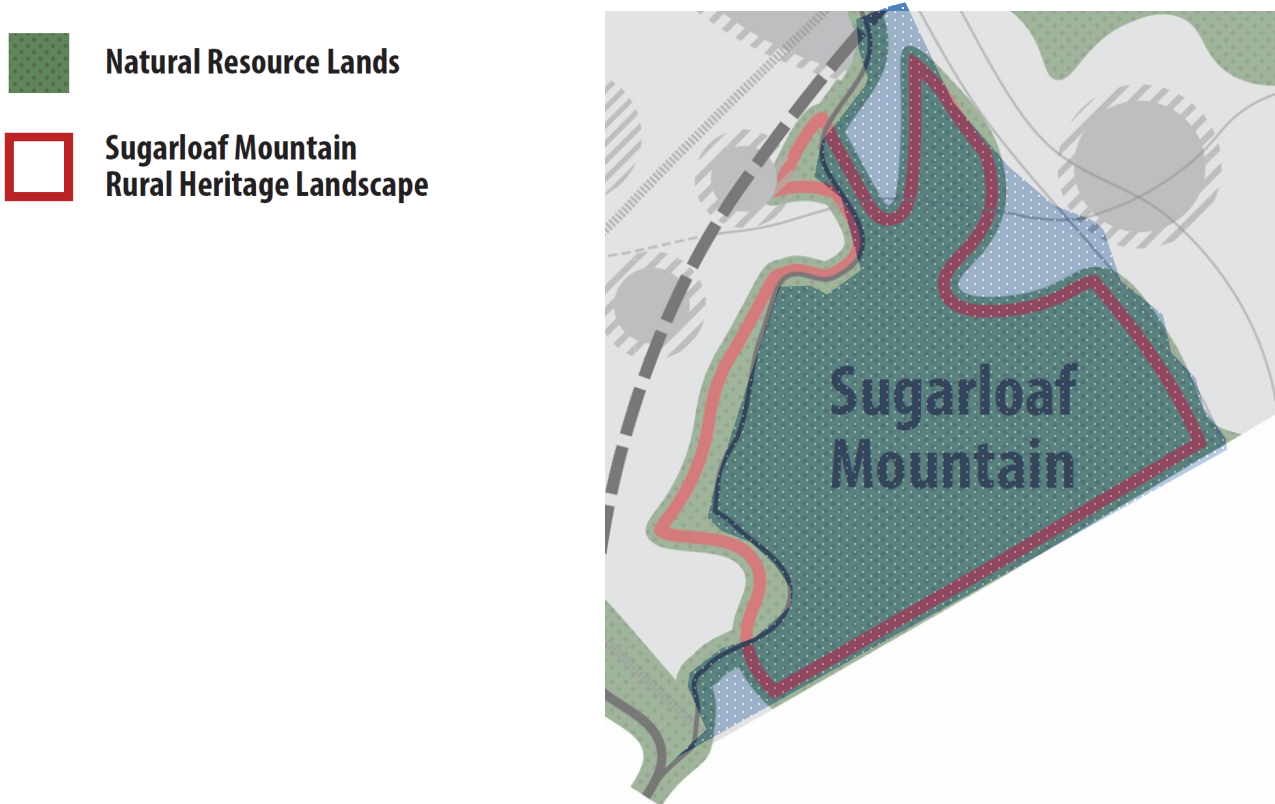 Natural Resource Lands
Sugarloaf Mountain
Rural Heritage Landscape
Sugarloaf
Mountain